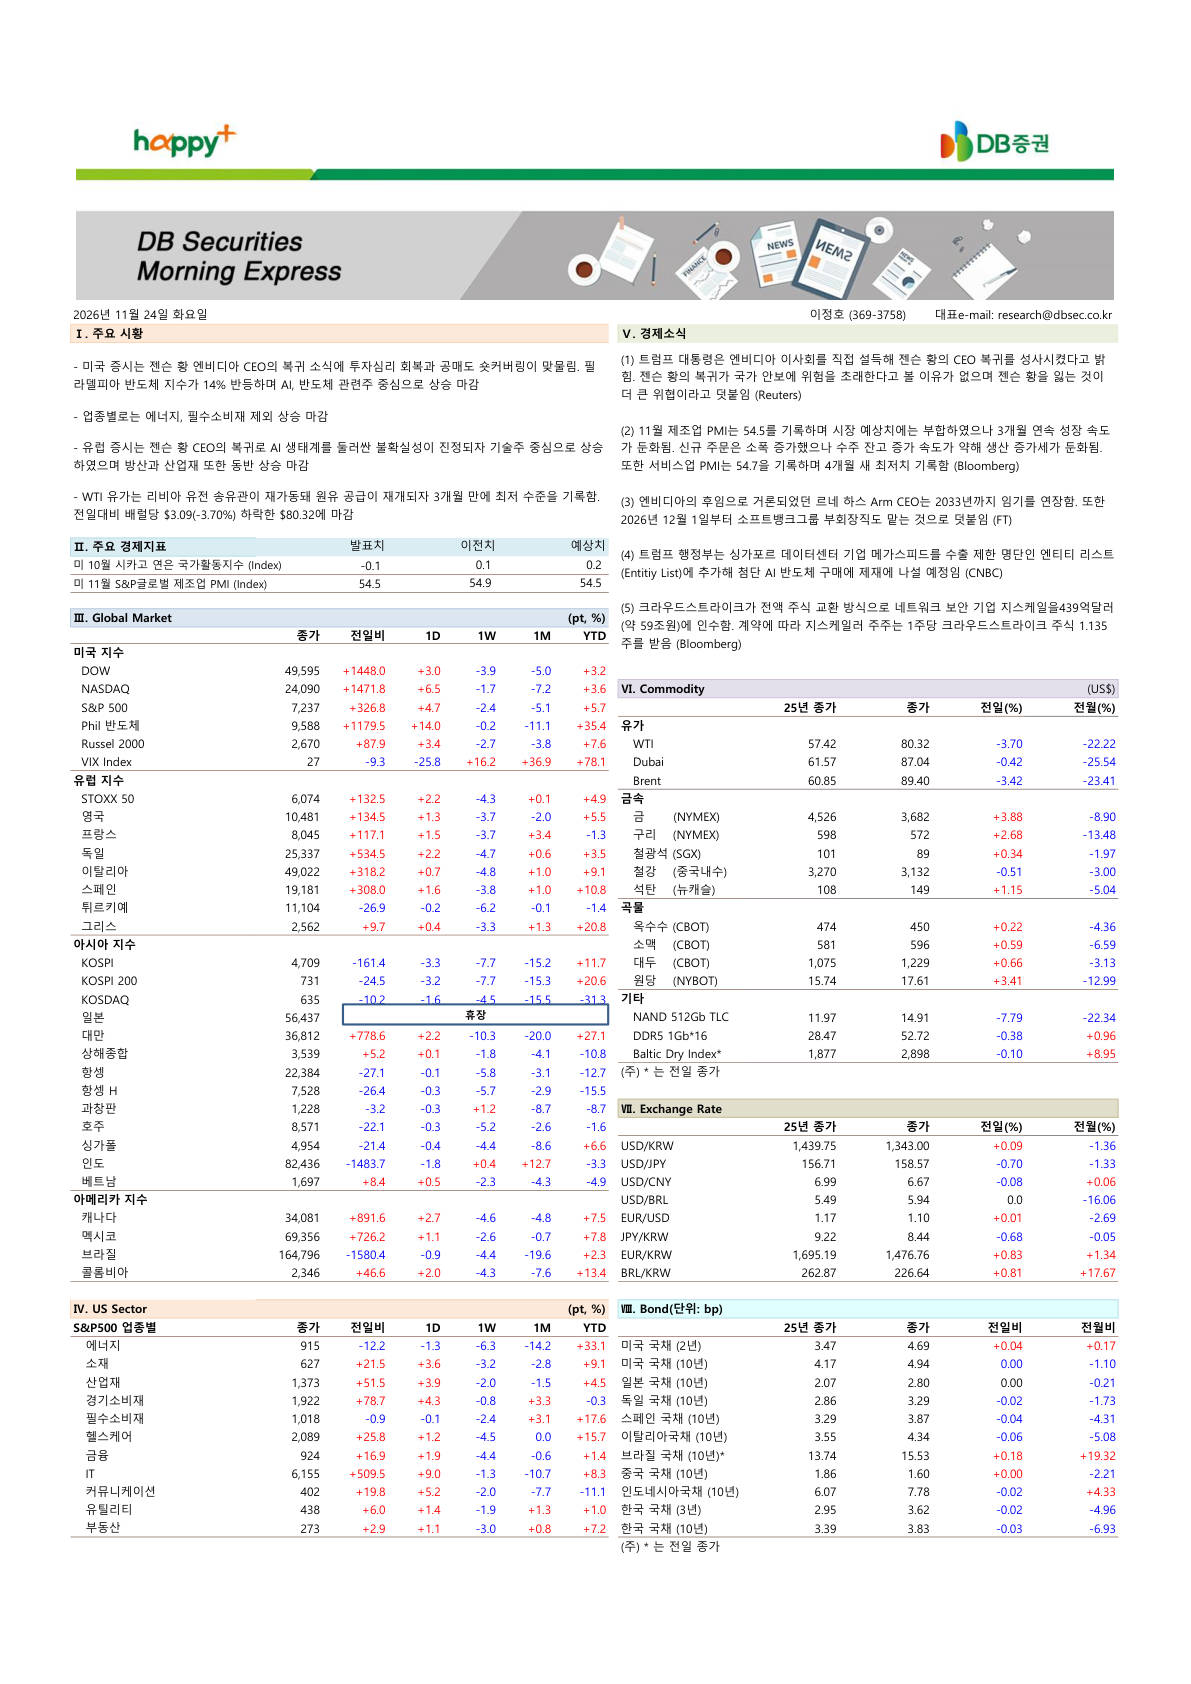 happy+
DB증권
DB Securities
Morning Express
NEWS
NEWS
FINANCE
NEWS
2026년 11월 24일 화요일
이정호 (369-3758) 대표e-mail: research@dbsec.co.kr
Ⅰ. 주요 시황
- 미국 증시는 젠슨 황 엔비디아 CEO의 복귀 소식에 투자심리 회복과 공매도 숏커버링이 맞물림. 필
라델피아 반도체 지수가 14% 반등하며 AI, 반도체 관련주 중심으로 상승 마감
- 업종별로는 에너지, 필수소비재 제외 상승 마감
- 유럽 증시는 젠슨 황 CEO의 복귀로 AI 생태계를 둘러싼 불확실성이 진정되자 기술주 중심으로 상승
하였으며 방산과 산업재 또한 동반 상승 마감
- WTI 유가는 리비아 유전 송유관이 재가동돼 원유 공급이 재개되자 3개월 만에 최저 수준을 기록함.
전일대비 배럴당 $3.09(-3.70%) 하락한 $80.32에 마감
Ⅱ. 주요 경제지표 발표치 이전치 예상치
미 10월 시카고 연은 국가활동지수 (Index) -0.1 0.1 0.2
미 11월 S&P글로벌 제조업 PMI (Index) 54.5 54.9 54.5
Ⅲ. Global Market (pt, %)
종가 전일비 1D 1W 1M YTD
미국 지수
DOW 49,595 +1448.0 +3.0 -3.9 -5.0 +3.2
NASDAQ 24,090 +1471.8 +6.5 -1.7 -7.2 +3.6
S&P 500 7,237 +326.8 +4.7 -2.4 -5.1 +5.7
Phil 반도체 9,588 +1179.5 +14.0 -0.2 -11.1 +35.4
Russel 2000 2,670 +87.9 +3.4 -2.7 -3.8 +7.6
VIX Index 27 -9.3 -25.8 +16.2 +36.9 +78.1
유럽 지수
STOXX 50 6,074 +132.5 +2.2 -4.3 +0.1 +4.9
영국 10,481 +134.5 +1.3 -3.7 -2.0 +5.5
프랑스 8,045 +117.1 +1.5 -3.7 +3.4 -1.3
독일 25,337 +534.5 +2.2 -4.7 +0.6 +3.5
이탈리아 49,022 +318.2 +0.7 -4.8 +1.0 +9.1
스페인 19,181 +308.0 +1.6 -3.8 +1.0 +10.8
튀르키예 11,104 -26.9 -0.2 -6.2 -0.1 -1.4
그리스 2,562 +9.7 +0.4 -3.3 +1.3 +20.8
아시아 지수
KOSPI 4,709 -161.4 -3.3 -7.7 -15.2 +11.7
KOSPI 200 731 -24.5 -3.2 -7.7 -15.3 +20.6
KOSDAQ 635 -10.2 -1.6 -4.5 -15.5 -31.3
일본 56,437 휴장
대만 36,812 +778.6 +2.2 -10.3 -20.0 +27.1
상해종합 3,539 +5.2 +0.1 -1.8 -4.1 -10.8
항셍 22,384 -27.1 -0.1 -5.8 -3.1 -12.7
항셍 H 7,528 -26.4 -0.3 -5.7 -2.9 -15.5
과창판 1,228 -3.2 -0.3 +1.2 -8.7 -8.7
호주 8,571 -22.1 -0.3 -5.2 -2.6 -1.6
싱가폴 4,954 -21.4 -0.4 -4.4 -8.6 +6.6
인도 82,436 -1483.7 -1.8 +0.4 +12.7 -3.3
베트남 1,697 +8.4 +0.5 -2.3 -4.3 -4.9
아메리카 지수
캐나다 34,081 +891.6 +2.7 -4.6 -4.8 +7.5
멕시코 69,356 +726.2 +1.1 -2.6 -0.7 +7.8
브라질 164,796 -1580.4 -0.9 -4.4 -19.6 +2.3
콜롬비아 2,346 +46.6 +2.0 -4.3 -7.6 +13.4
Ⅳ. US Sector (pt, %)
S&P500 업종별 종가 전일비 1D 1W 1M YTD
에너지 915 -12.2 -1.3 -6.3 -14.2 +33.1
소재 627 +21.5 +3.6 -3.2 -2.8 +9.1
산업재 1,373 +51.5 +3.9 -2.0 -1.5 +4.5
경기소비재 1,922 +78.7 +4.3 -0.8 +3.3 -0.3
필수소비재 1,018 -0.9 -0.1 -2.4 +3.1 +17.6
헬스케어 2,089 +25.8 +1.2 -4.5 0.0 +15.7
금융 924 +16.9 +1.9 -4.4 -0.6 +1.4
IT 6,155 +509.5 +9.0 -1.3 -10.7 +8.3
커뮤니케이션 402 +19.8 +5.2 -2.0 -7.7 -11.1
유틸리티 438 +6.0 +1.4 -1.9 +1.3 +1.0
부동산 273 +2.9 +1.1 -3.0 +0.8 +7.2
Ⅴ. 경제소식
(1) 트럼프 대통령은 엔비디아 이사회를 직접 설득해 젠슨 황의 CEO 복귀를 성사시켰다고 밝
힘. 젠슨 황의 복귀가 국가 안보에 위험을 초래한다고 볼 이유가 없으며 젠슨 황을 잃는 것이
더 큰 위협이라고 덧붙임 (Reuters)
(2) 11월 제조업 PMI는 54.5를 기록하며 시장 예상치에는 부합하였으나 3개월 연속 성장 속도
가 둔화됨. 신규 주문은 소폭 증가했으나 수주 잔고 증가 속도가 약해 생산 증가세가 둔화됨.
또한 서비스업 PMI는 54.7을 기록하며 4개월 새 최저치 기록함 (Bloomberg)
(3) 엔비디아의 후임으로 거론되었던 르네 하스 Arm CEO는 2033년까지 임기를 연장함. 또한
2026년 12월 1일부터 소프트뱅크그룹 부회장직도 맡는 것으로 덧붙임 (FT)
(4) 트럼프 행정부는 싱가포르 데이터센터 기업 메가스피드를 수출 제한 명단인 엔티티 리스트
(Entitiy List)에 추가해 첨단 AI 반도체 구매에 제재에 나설 예정임 (CNBC)
(5) 크라우드스트라이크가 전액 주식 교환 방식으로 네트워크 보안 기업 지스케일을439억달러
(약 59조원)에 인수함. 계약에 따라 지스케일러 주주는 1주당 크라우드스트라이크 주식 1.135
주를 받음 (Bloomberg)
Ⅵ. Commodity (US$)
25년 종가 종가 전일(%) 전월(%)
유가
WTI 57.42 80.32 -3.70 -22.22
Dubai 61.57 87.04 -0.42 -25.54
Brent 60.85 89.40 -3.42 -23.41
금속
금 (NYMEX) 4,526 3,682 +3.88 -8.90
구리 (NYMEX) 598 572 +2.68 -13.48
철광석 (SGX) 101 89 +0.34 -1.97
철강 (중국내수) 3,270 3,132 -0.51 -3.00
석탄 (뉴캐슬) 108 149 +1.15 -5.04
곡물
옥수수 (CBOT) 474 450 +0.22 -4.36
소맥 (CBOT) 581 596 +0.59 -6.59
대두 (CBOT) 1,075 1,229 +0.66 -3.13
원당 (NYBOT) 15.74 17.61 +3.41 -12.99
기타
NAND 512Gb TLC 11.97 14.91 -7.79 -22.34
DDR5 1Gb*16 28.47 52.72 -0.38 +0.96
Baltic Dry Index* 1,877 2,898 -0.10 +8.95
(주) * 는 전일 종가
Ⅶ. Exchange Rate
25년 종가 종가 전일(%) 전월(%)
USD/KRW 1,439.75 1,343.00 +0.09 -1.36
USD/JPY 156.71 158.57 -0.70 -1.33
USD/CNY 6.99 6.67 -0.08 +0.06
USD/BRL 5.49 5.94 0.0 -16.06
EUR/USD 1.17 1.10 +0.01 -2.69
JPY/KRW 9.22 8.44 -0.68 -0.05
EUR/KRW 1,695.19 1,476.76 +0.83 +1.34
BRL/KRW 262.87 226.64 +0.81 +17.67
Ⅷ. Bond(단위: bp)
25년 종가 종가 전일비 전월비
미국 국채 (2년) 3.47 4.69 +0.04 +0.17
미국 국채 (10년) 4.17 4.94 0.00 -1.10
일본 국채 (10년) 2.07 2.80 0.00 -0.21
독일 국채 (10년) 2.86 3.29 -0.02 -1.73
스페인 국채 (10년) 3.29 3.87 -0.04 -4.31
이탈리아국채 (10년) 3.55 4.34 -0.06 -5.08
브라질 국채 (10년)* 13.74 15.53 +0.18 +19.32
중국 국채 (10년) 1.86 1.60 +0.00 -2.21
인도네시아국채 (10년) 6.07 7.78 -0.02 +4.33
한국 국채 (3년) 2.95 3.62 -0.02 -4.96
한국 국채 (10년) 3.39 3.83 -0.03 -6.93
(주) * 는 전일 종가